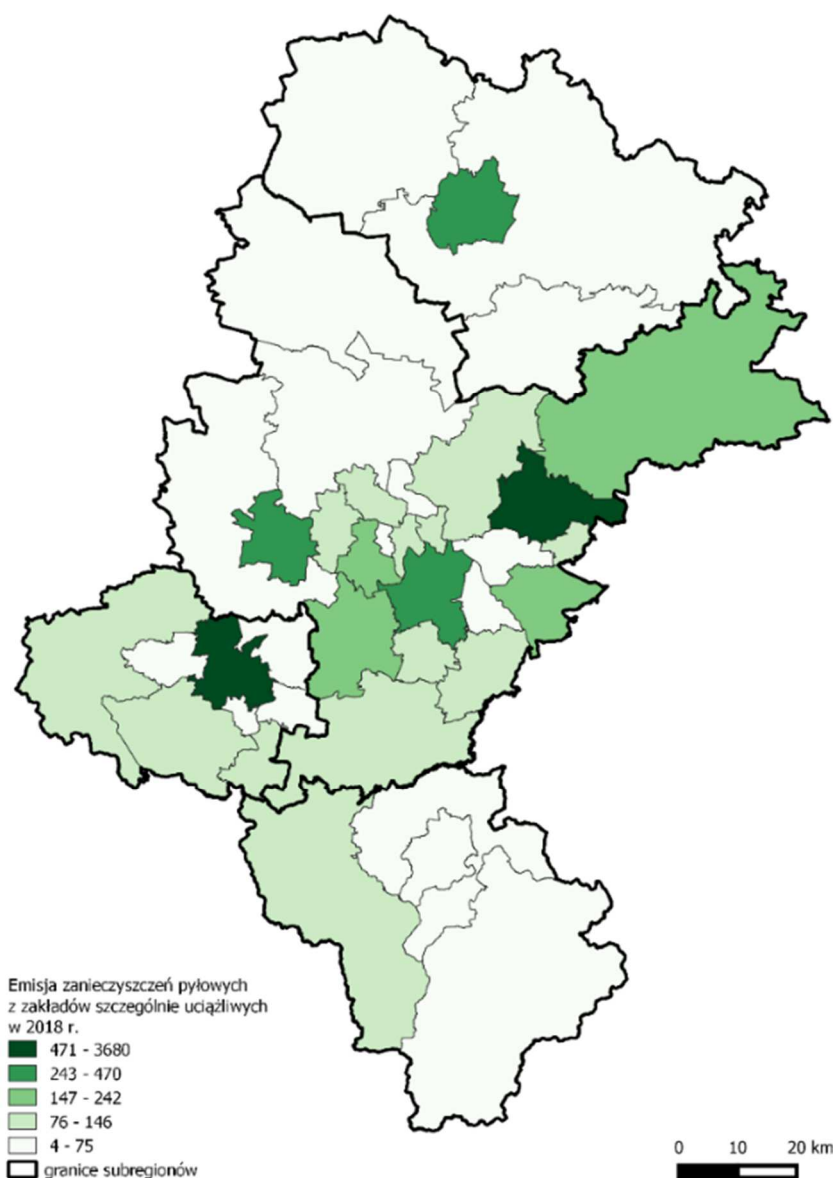 Emisja zanieczyszczeń pyłowych
z zakładów szczególnie uciążliwych
w 2018 r.
471 - 3680
243 - 470
147 - 242
76 - 146
4 - 75
granice subregionów
0 10 20 km